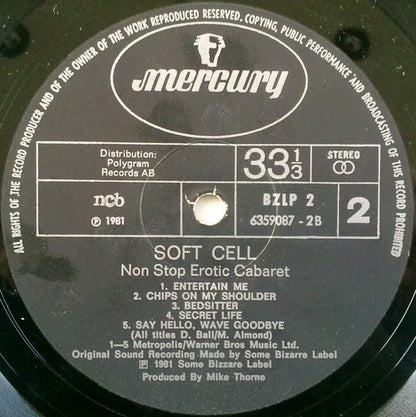 ALL RIGHTS OF THE RECORD PRODUCER AND OF THE OWNER OF THE WORK REPRODUCED RESERVED. COPYING, PUBLIC PERFORMANCE AND BROADCASTING OF THIS RECORD PROHIBITED
mercury
Distribution:
Polygram
Records AB
33 1/3
STEREO
ncb
℗ 1981
BZLP 2
6359087 - 2B
2
SOFT CELL
Non Stop Erotic Cabaret
1. ENTERTAIN ME
2. CHIPS ON MY SHOULDER
3. BEDSITTER
4. SECRET LIFE
5. SAY HELLO, WAVE GOODBYE
(All titles D. Ball/M. Almond)
1—5 Metropolis/Warner Bros Music Ltd.
Original Sound Recording Made by Some Bizarre Label
℗ 1981 Some Bizzare Label
Produced By Mike Thorne